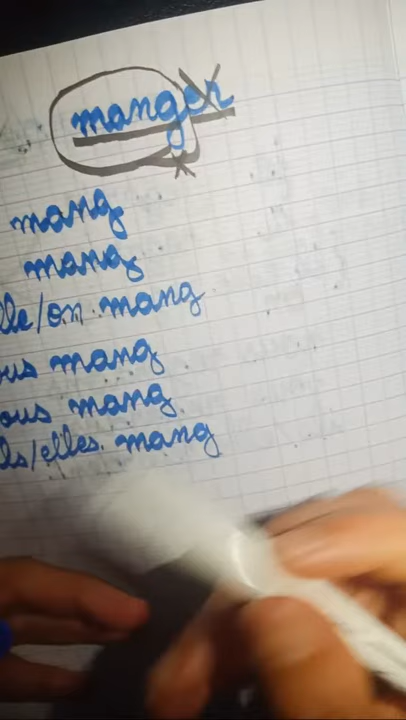 manger
mang
mang
lle/on mang
us mang
ous mang
ls/elles mang